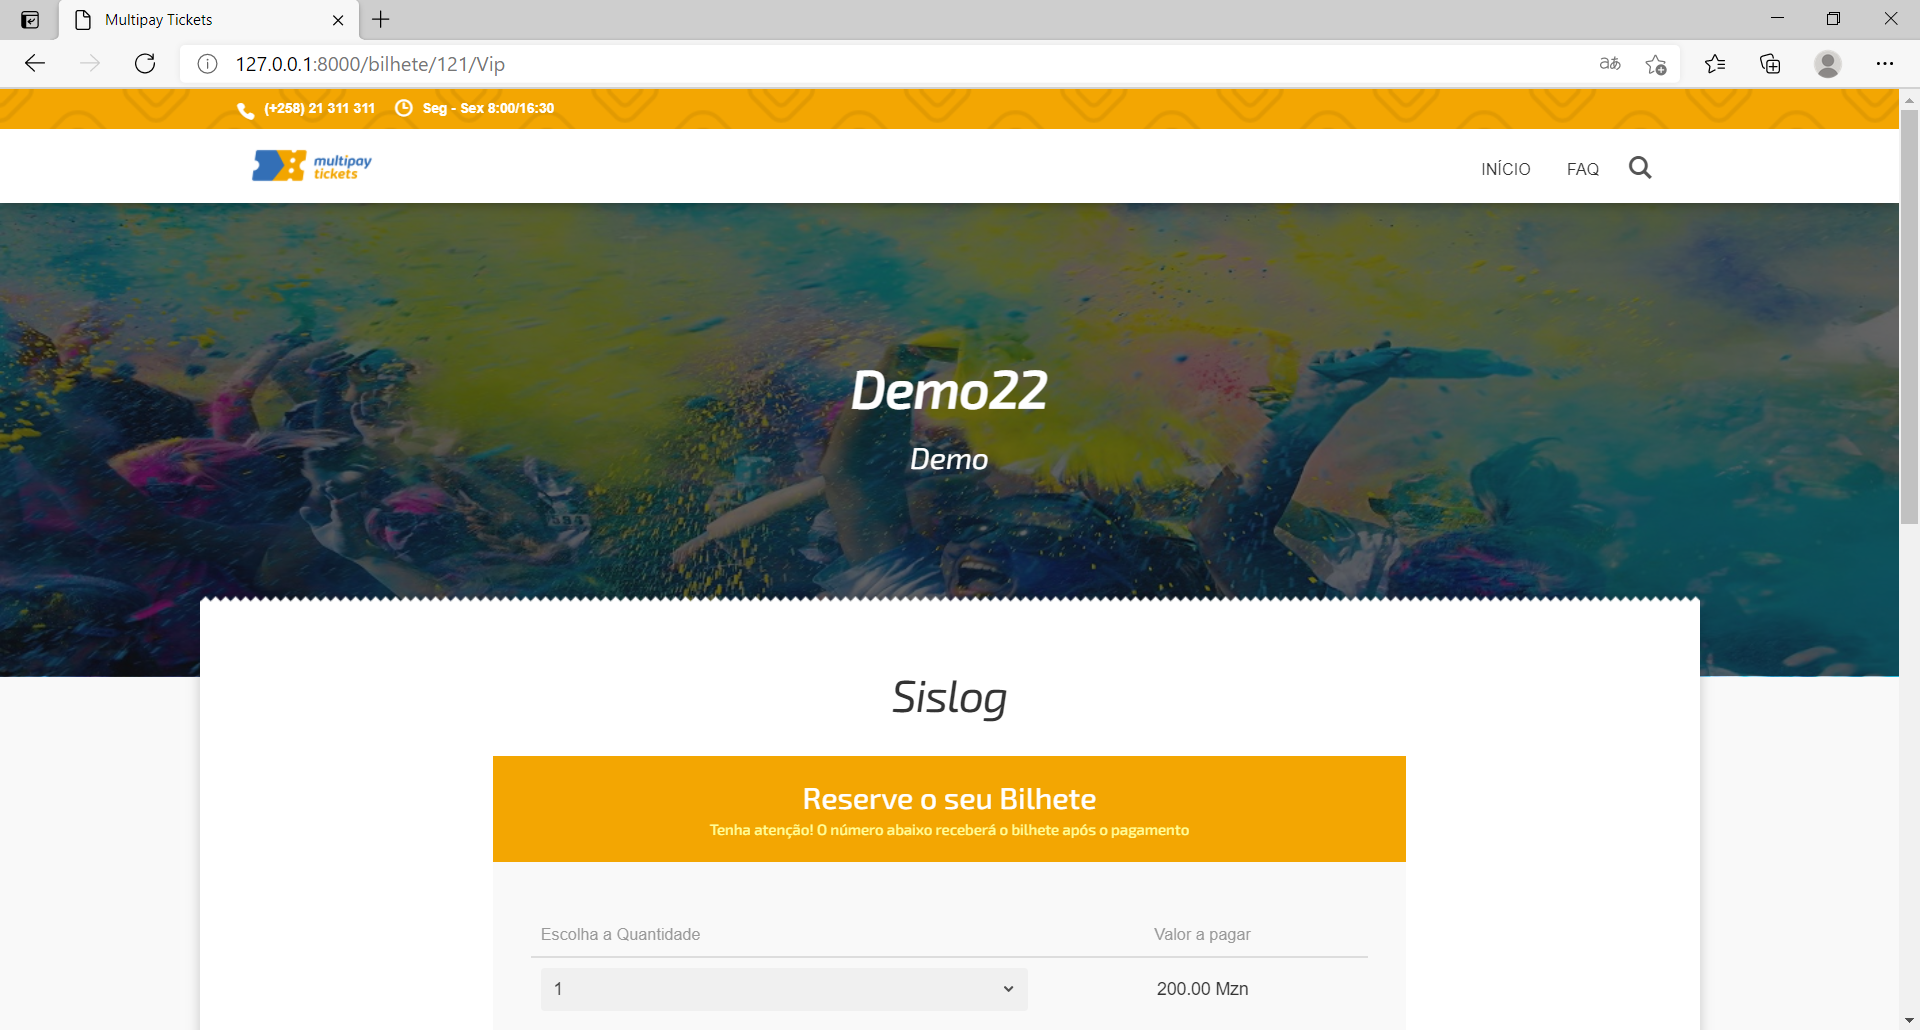 Multipay Tickets
127.0.0.1:8000/bilhete/121/Vip
(+258) 21 311 311 Seg - Sex 8:00/16:30
multipay
tickets
INÍCIO FAQ
Demo22
Demo
Sislog
Reserve o seu Bilhete
Tenha atenção! O número abaixo receberá o bilhete após o pagamento
Escolha a Quantidade Valor a pagar
1 200.00 Mzn